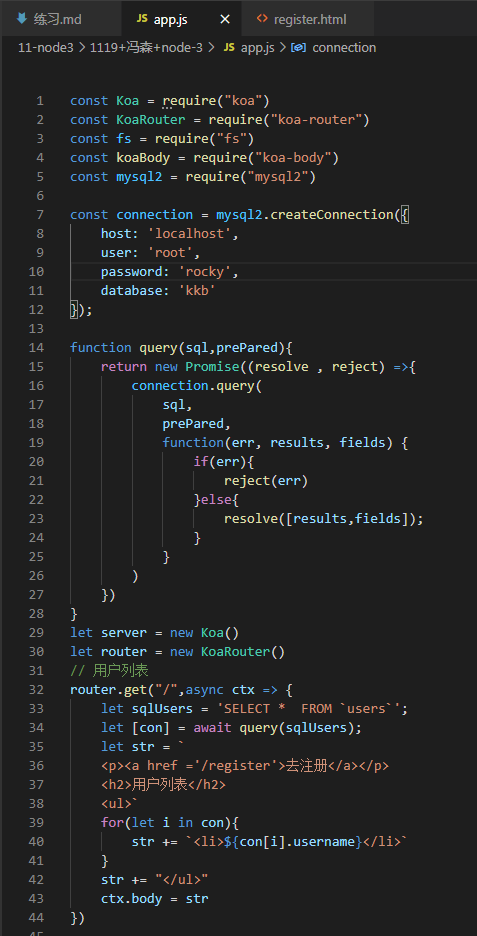 练习.md
JS app.js ×
<> register.html
11-node3 > 1119+冯森+node-3 > JS app.js > connection
1 const Koa = require("koa")
2 const KoaRouter = require("koa-router")
3 const fs = require("fs")
4 const koaBody = require("koa-body")
5 const mysql2 = require("mysql2")
6
7 const connection = mysql2.createConnection({
8     host: 'localhost',
9     user: 'root',
10     password: 'rocky',
11     database: 'kkb'
12 });
13
14 function query(sql,prePared){
15     return new Promise((resolve , reject) =>{
16         connection.query(
17             sql,
18             prePared,
19             function(err, results, fields) {
20                 if(err){
21                     reject(err)
22                 }else{
23                     resolve([results,fields]);
24                 }
25             }
26         )
27     })
28 }
29 let server = new Koa()
30 let router = new KoaRouter()
31 // 用户列表
32 router.get("/",async ctx => {
33     let sqlUsers = 'SELECT *  FROM `users`';
34     let [con] = await query(sqlUsers);
35     let str = `
36     <p><a href ='/register'>去注册</a></p>
37     <h2>用户列表</h2>
38     <ul>`
39     for(let i in con){
40         str += `<li>${con[i].username}</li>`
41     }
42     str += "</ul>"
43     ctx.body = str
44 })